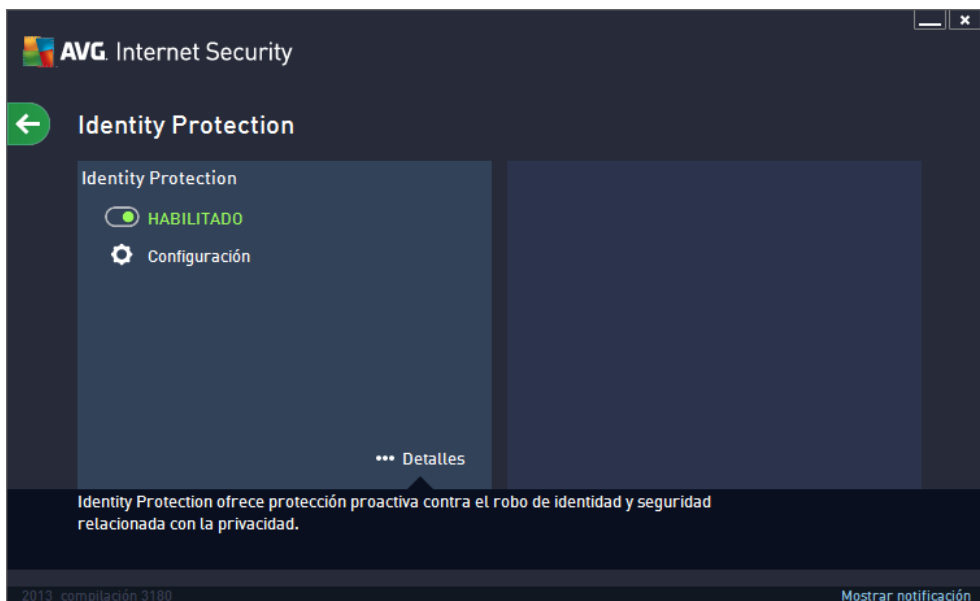 AVG. Internet Security
Identity Protection
Identity Protection
HABILITADO
Configuración
••• Detalles
Identity Protection ofrece protección proactiva contra el robo de identidad y seguridad
relacionada con la privacidad.
2013 compilación 3180
Mostrar notificación